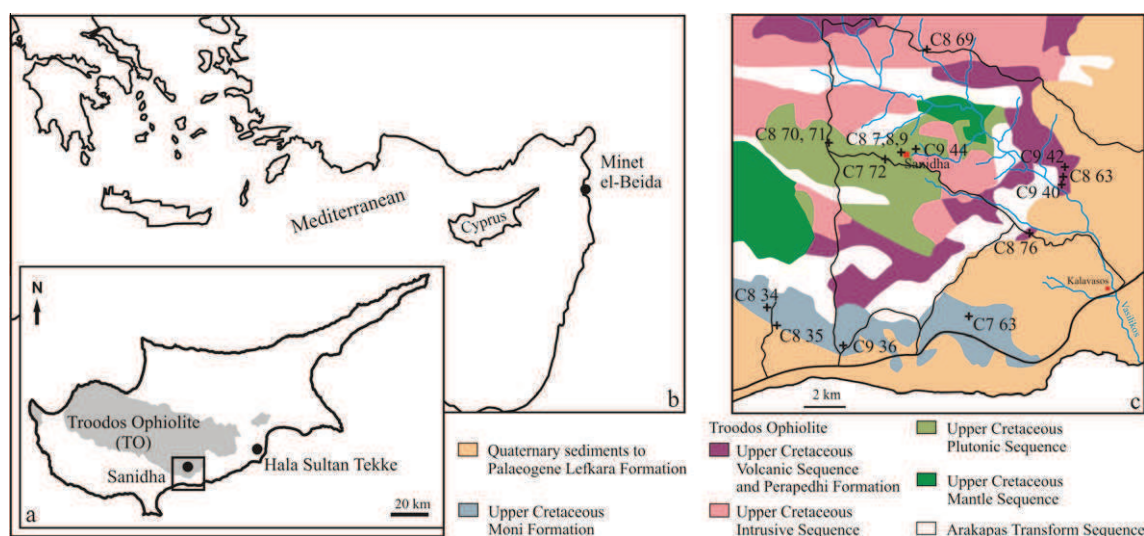 b
Minet
el-Beida
Mediterranean
Cyprus
N
Troodos Ophiolite
(TO)
Sanidha
Hala Sultan Tekke
20 km
a
C8 69
C8 70, 71
C8 7,8,9
C9 44
Sanidha
C7 72
C9 42
C8 63
C9 40
C8 76
Kalavasos
Vasilikos
C8 34
C8 35
C9 36
C7 63
2 km
c
Quaternary sediments to
Palaeogene Lefkara Formation
Upper Cretaceous
Moni Formation
Troodos Ophiolite
Upper Cretaceous
Volcanic Sequence
and Perapedhi Formation
Upper Cretaceous
Intrusive Sequence
Upper Cretaceous
Plutonic Sequence
Upper Cretaceous
Mantle Sequence
Arakapas Transform Sequence